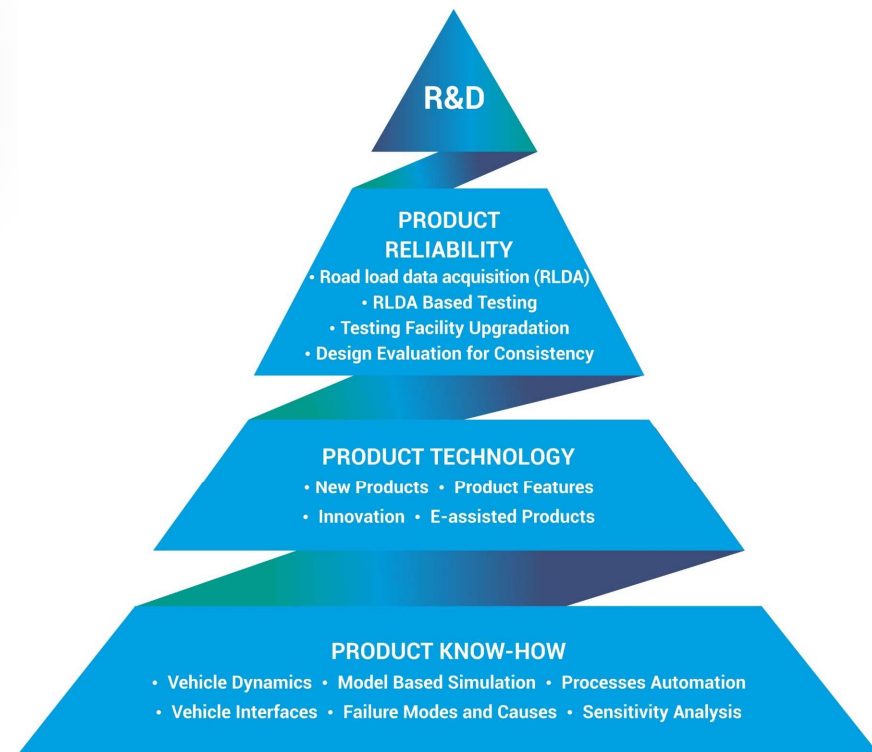 R&D
PRODUCT
RELIABILITY
• Road load data acquisition (RLDA)
• RLDA Based Testing
• Testing Facility Upgradation
• Design Evaluation for Consistency
PRODUCT TECHNOLOGY
• New Products • Product Features
• Innovation • E-assisted Products
PRODUCT KNOW-HOW
• Vehicle Dynamics • Model Based Simulation • Processes Automation
• Vehicle Interfaces • Failure Modes and Causes • Sensitivity Analysis